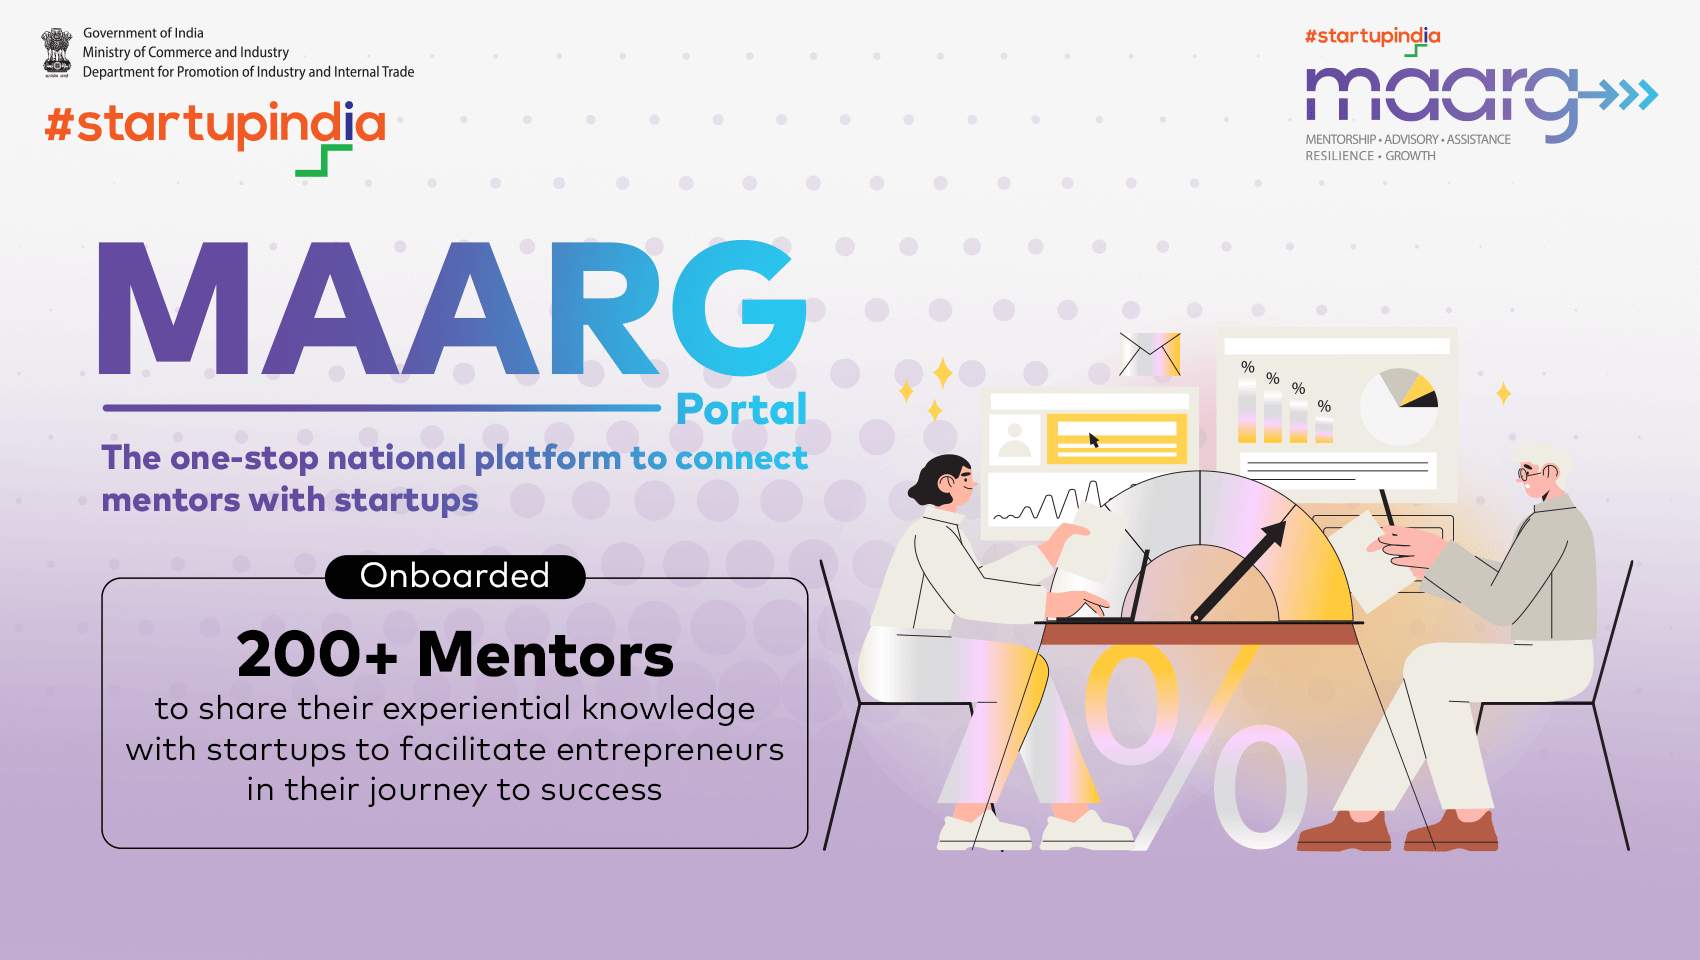 Government of India
Ministry of Commerce and Industry
Department for Promotion of Industry and Internal Trade
#startupindia
#startupindia
maarg
MENTORSHIP • ADVISORY • ASSISTANCE
RESILIENCE • GROWTH
MAARG
Portal
The one-stop national platform to connect
mentors with startups
Onboarded
200+ Mentors
to share their experiential knowledge
with startups to facilitate entrepreneurs
in their journey to success
%
%
%
%
%